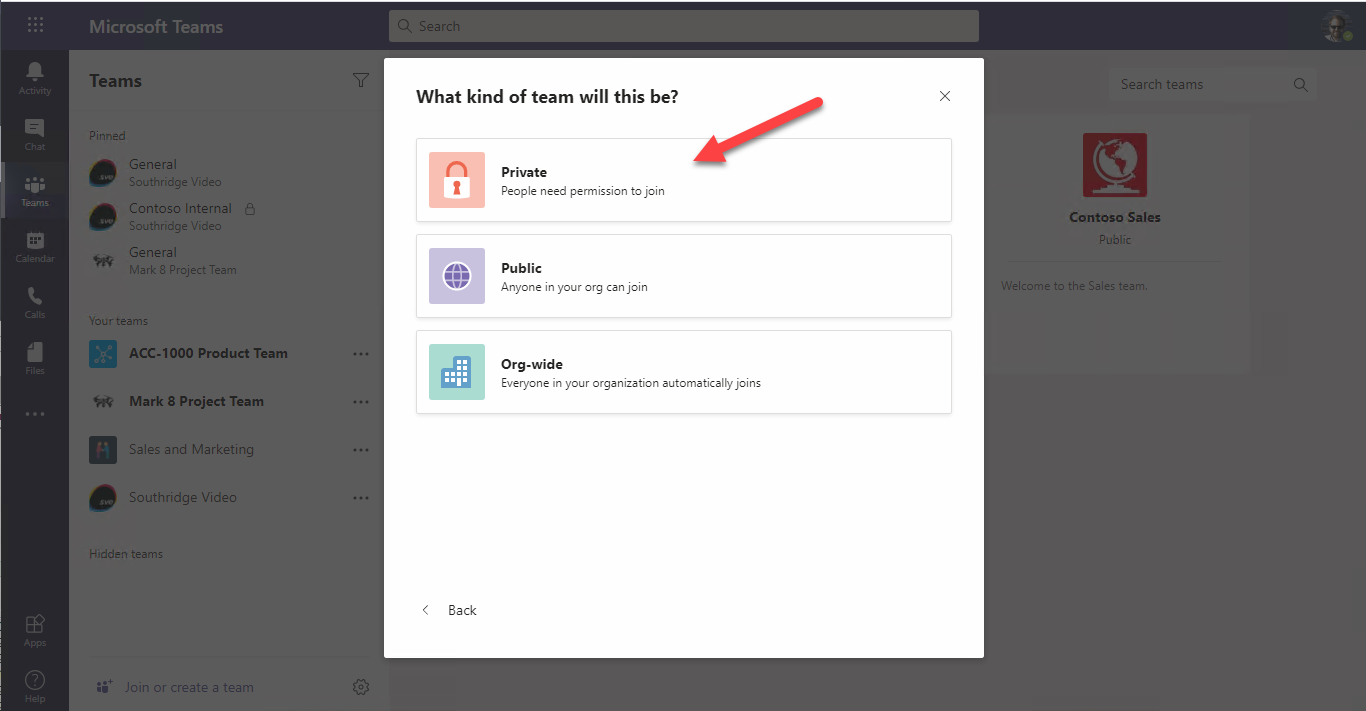 Microsoft Teams
Search
Activity
Chat
Teams
Calendar
Calls
Files
Apps
Help
Teams
Pinned
General
Southridge Video
Contoso Internal
Southridge Video
General
Mark 8 Project Team
Your teams
ACC-1000 Product Team
Mark 8 Project Team
Sales and Marketing
Southridge Video
Hidden teams
Join or create a team
What kind of team will this be?
Private
People need permission to join
Public
Anyone in your org can join
Org-wide
Everyone in your organization automatically joins
Back
Search teams
Contoso Sales
Public
Welcome to the Sales team.